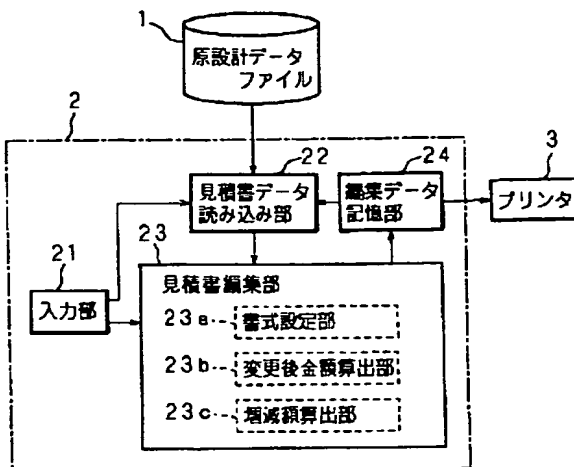 1
原設計データ
ファイル
2
22
見積書データ
読み込み部
24
編集データ
記憶部
3
プリンタ
21
入力部
23
見積書編集部
23a
書式設定部
23b
変更後金額算出部
23c
増減額算出部